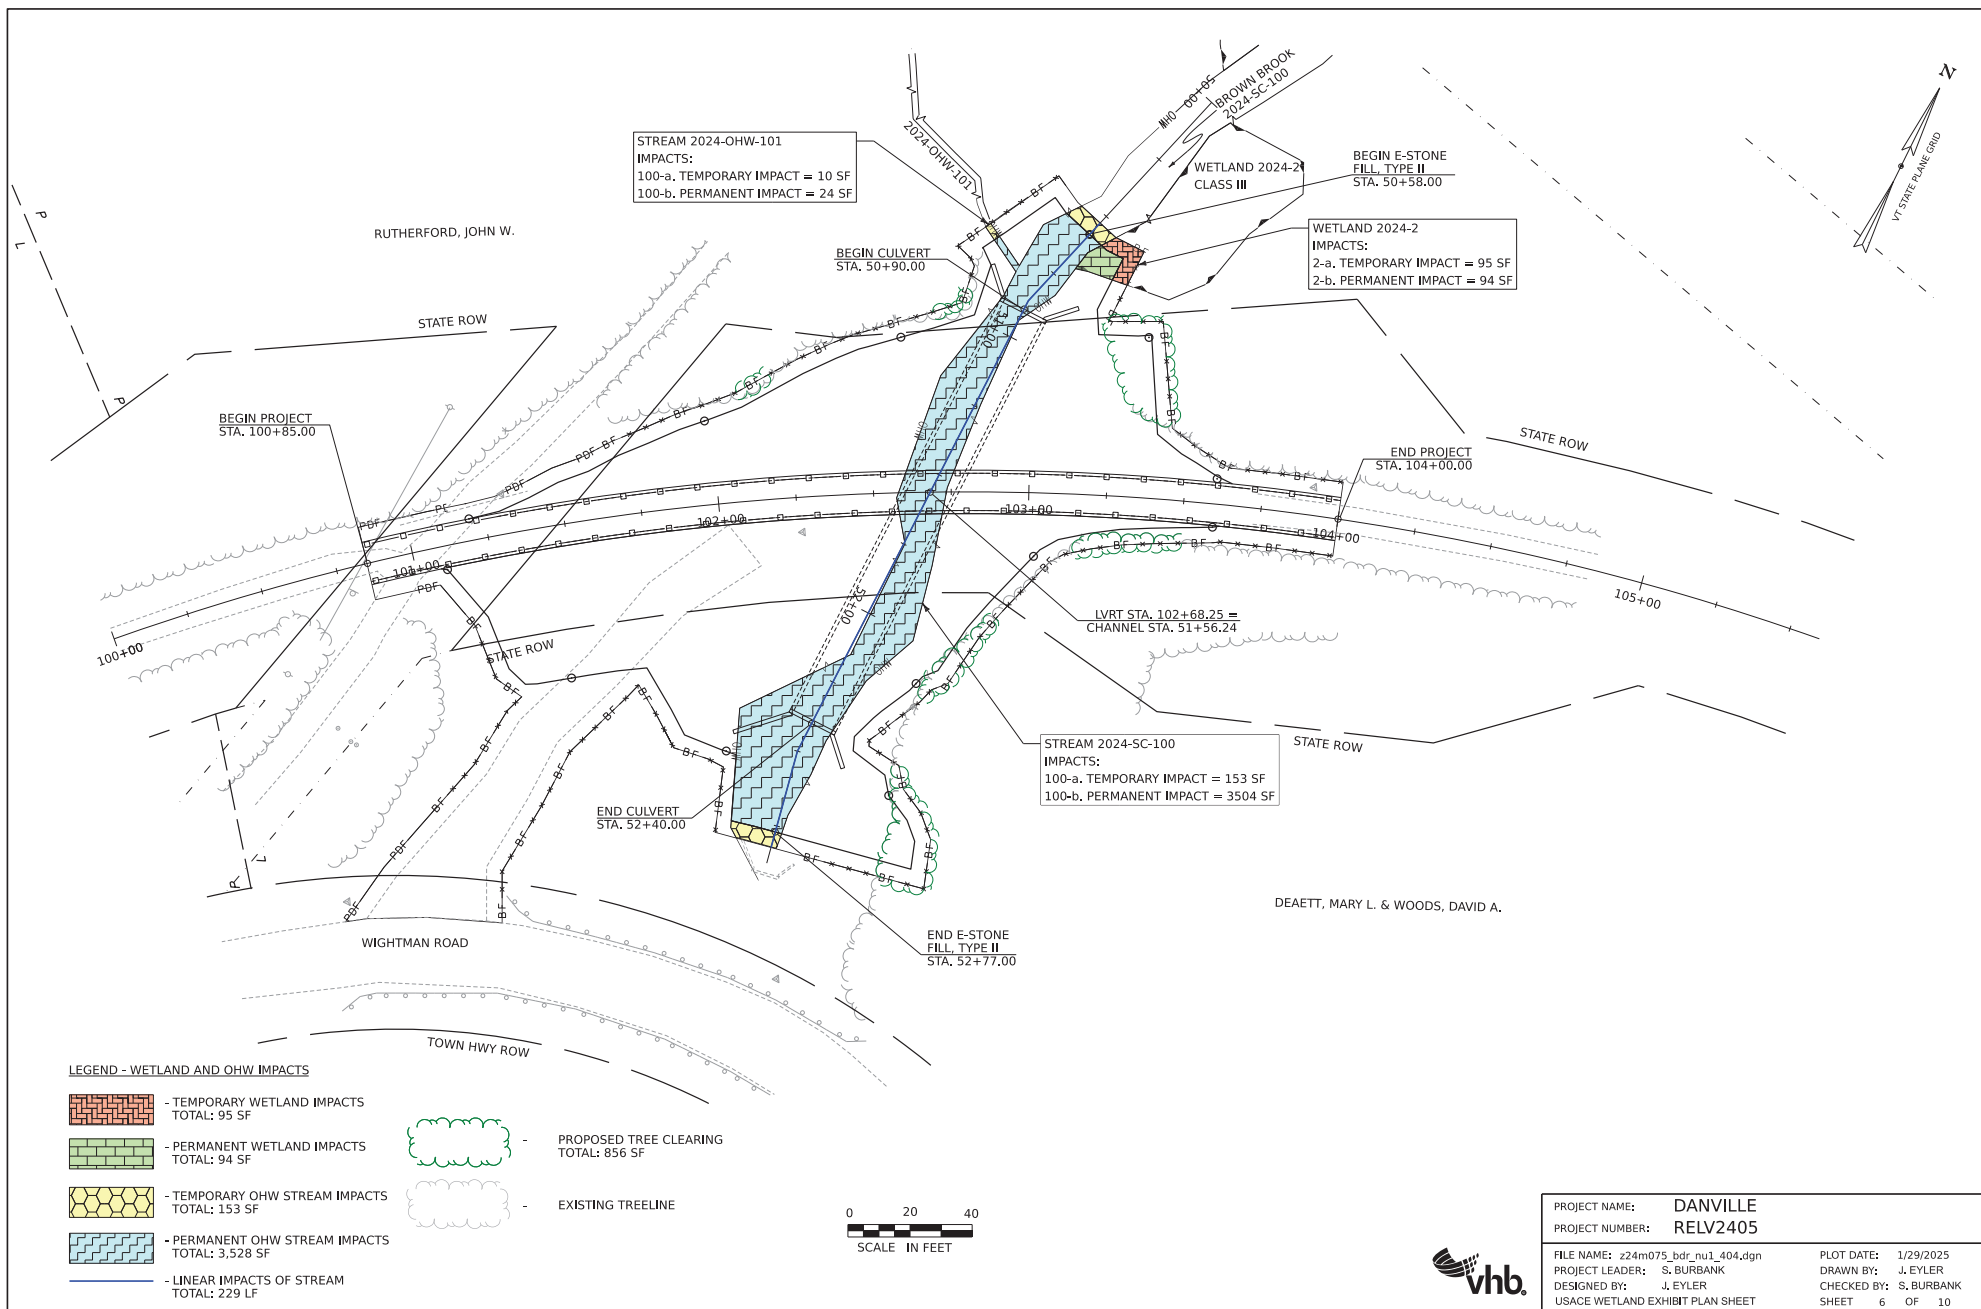 STREAM 2024-OHW-101
IMPACTS:
100-a. TEMPORARY IMPACT = 10 SF
100-b. PERMANENT IMPACT = 24 SF
2024-OHW-101
OHW
50+00
BROWN BROOK
2024-SC-100
WETLAND 2024-2
CLASS III
BEGIN E-STONE
FILL, TYPE II
STA. 50+58.00
N
VT STATE PLANE GRID
WETLAND 2024-2
IMPACTS:
2-a. TEMPORARY IMPACT = 95 SF
2-b. PERMANENT IMPACT = 94 SF
RUTHERFORD, JOHN W.
BEGIN CULVERT
STA. 50+90.00
STATE ROW
P
L
P
BEGIN PROJECT
STA. 100+85.00
51+00
OHW
BF
PDF
STATE ROW
END PROJECT
STA. 104+00.00
100+00
101+00
102+00
103+00
104+00
105+00
52+00
STATE ROW
LVRT STA. 102+68.25 =
CHANNEL STA. 51+56.24
STREAM 2024-SC-100
IMPACTS:
100-a. TEMPORARY IMPACT = 153 SF
100-b. PERMANENT IMPACT = 3504 SF
STATE ROW
END CULVERT
STA. 52+40.00
END E-STONE
FILL, TYPE II
STA. 52+77.00
DEAETT, MARY L. & WOODS, DAVID A.
WIGHTMAN ROAD
TOWN HWY ROW
LEGEND - WETLAND AND OHW IMPACTS
- TEMPORARY WETLAND IMPACTS
TOTAL: 95 SF
- PERMANENT WETLAND IMPACTS
TOTAL: 94 SF
- TEMPORARY OHW STREAM IMPACTS
TOTAL: 153 SF
- PERMANENT OHW STREAM IMPACTS
TOTAL: 3,528 SF
- LINEAR IMPACTS OF STREAM
TOTAL: 229 LF
- PROPOSED TREE CLEARING
TOTAL: 856 SF
- EXISTING TREELINE
0 20 40
SCALE IN FEET
vhb.
PROJECT NAME: DANVILLE
PROJECT NUMBER: RELV2405
FILE NAME: z24m075_bdr_nu1_404.dgn PLOT DATE: 1/29/2025
PROJECT LEADER: S. BURBANK DRAWN BY: J. EYLER
DESIGNED BY: J. EYLER CHECKED BY: S. BURBANK
USACE WETLAND EXHIBIT PLAN SHEET SHEET 6 OF 10